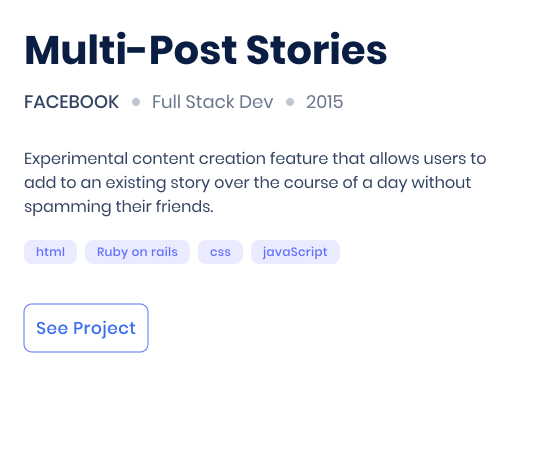 Multi-Post Stories
FACEBOOK • Full Stack Dev • 2015
Experimental content creation feature that allows users to
add to an existing story over the course of a day without
spamming their friends.
html Ruby on rails css javaScript
See Project